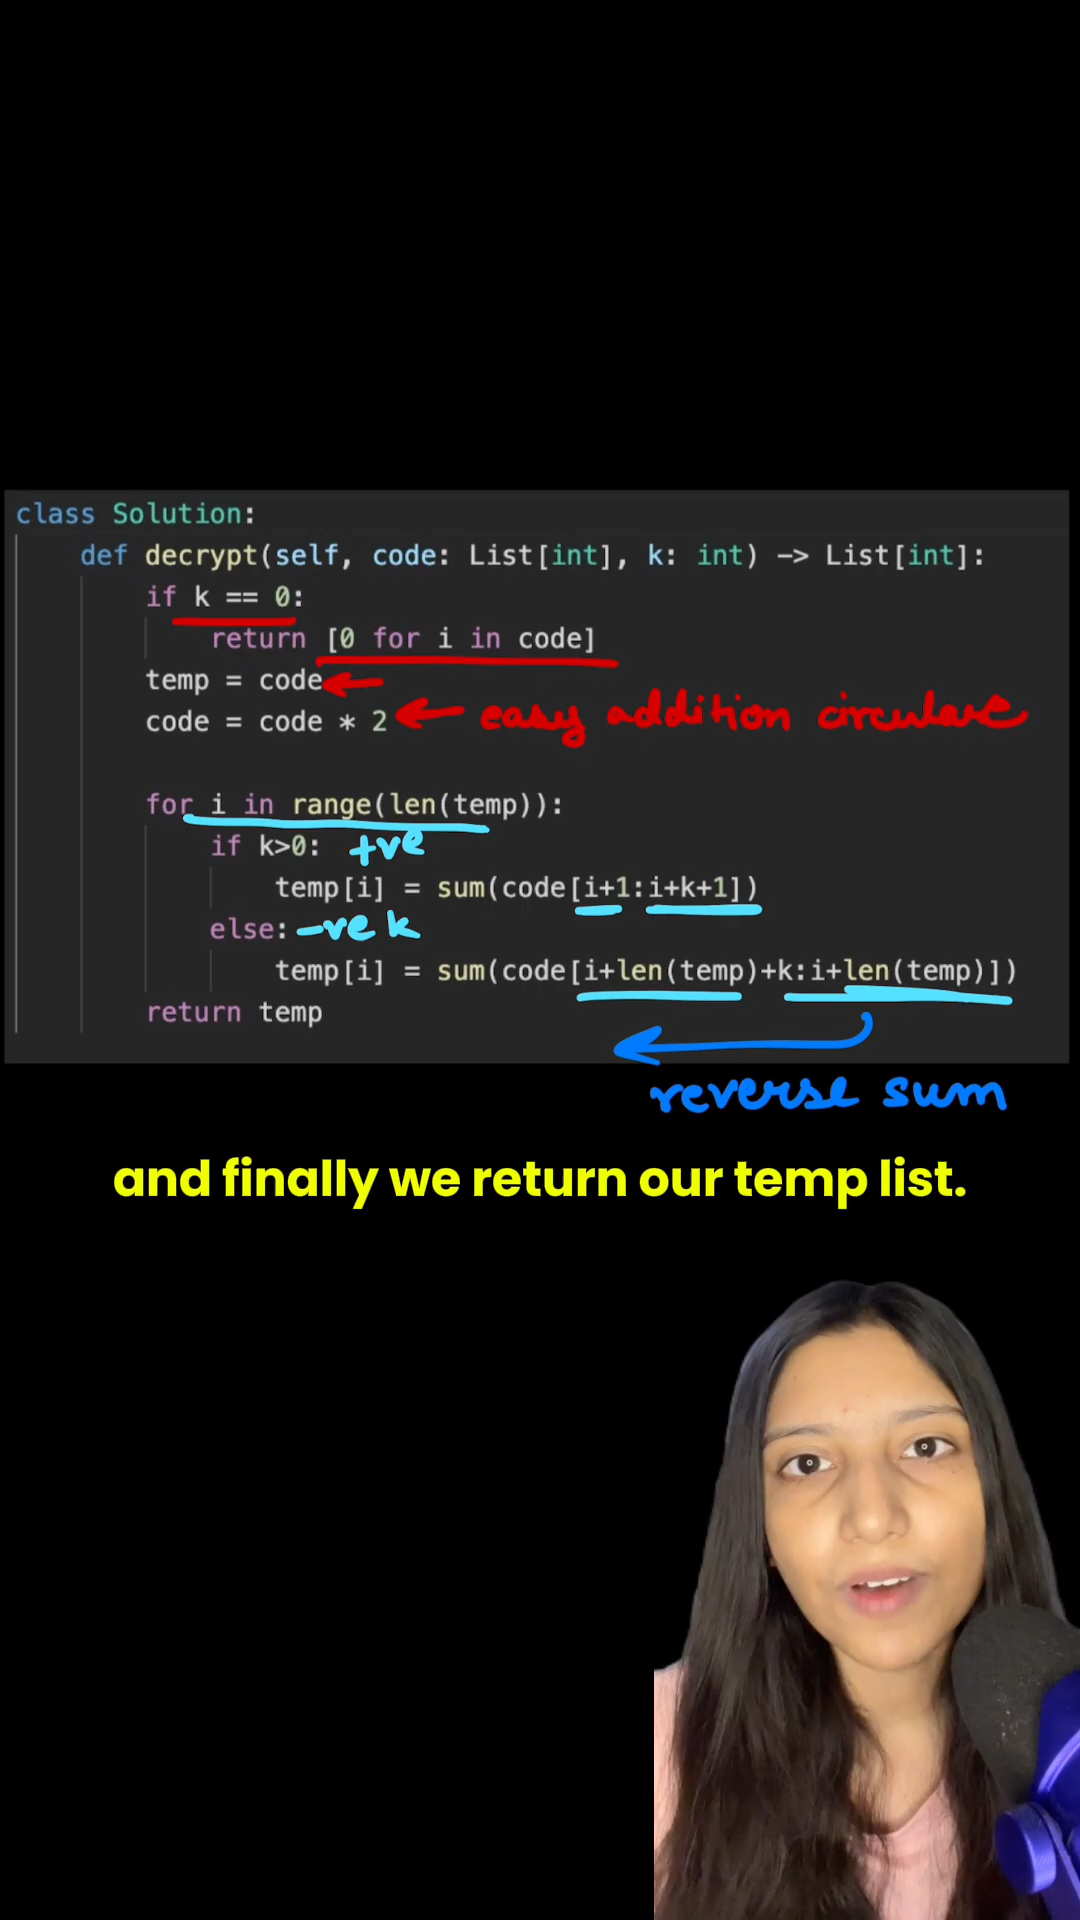 class Solution:
def decrypt(self, code: List[int], k: int) -> List[int]:
if k == 0:
return [0 for i in code]
temp = code
code = code * 2 easy addition circular
for i in range(len(temp)):
if k>0: +ve
temp[i] = sum(code[i+1:i+k+1])
else: -ve k
temp[i] = sum(code[i+len(temp)+k:i+len(temp)])
return temp
reverse sum
and finally we return our temp list.